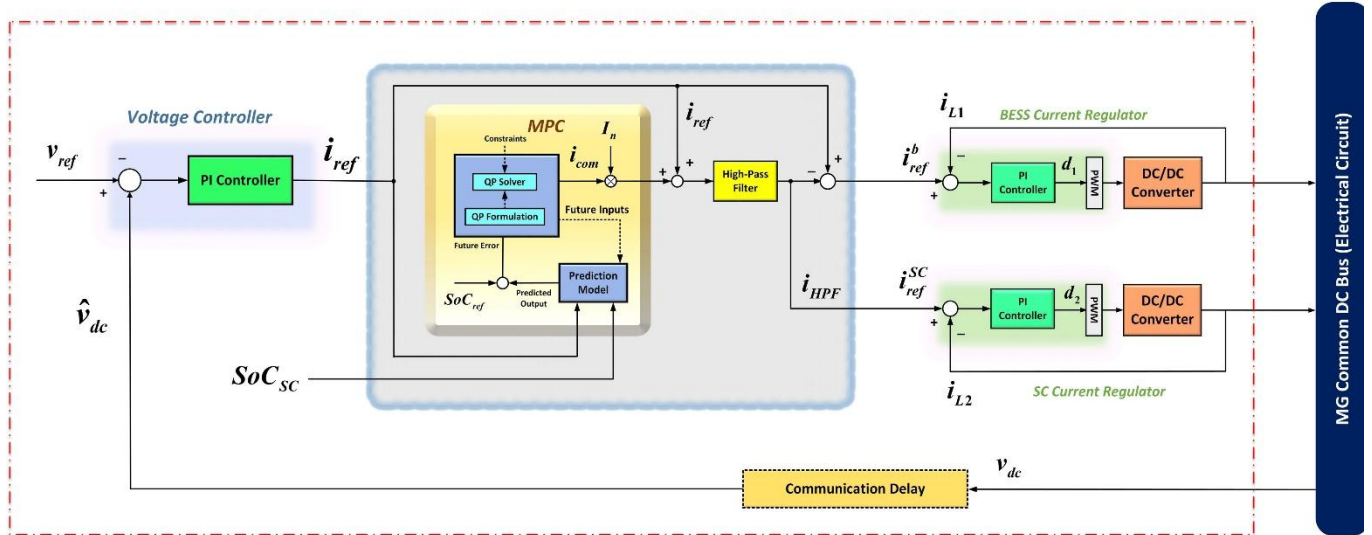 Voltage Controller
v_ref
−
+
PI Controller
i_ref
v̂_dc
SoC_SC
MPC
Constraints
QP Solver
QP Formulation
i_com
I_n
Future Inputs
Future Error
SoC_ref
Predicted Output
Prediction Model
+
+
i_ref
High-Pass Filter
−
+
i_HPF
i_L1
BESS Current Regulator
i_ref^b
−
+
PI Controller
d_1
PWM
DC/DC Converter
i_ref^SC
+
−
PI Controller
d_2
PWM
DC/DC Converter
i_L2
SC Current Regulator
v_dc
Communication Delay
MG Common DC Bus (Electrical Circuit)